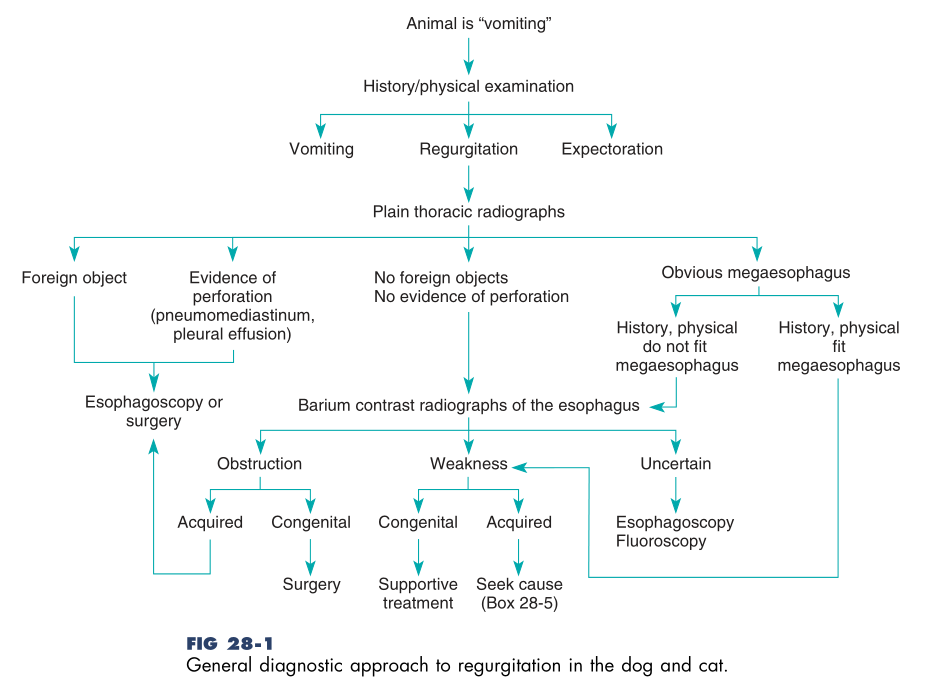 Animal is “vomiting”
History/physical examination
Vomiting
Regurgitation
Expectoration
Plain thoracic radiographs
Foreign object
Evidence of
perforation
(pneumomediastinum,
pleural effusion)
No foreign objects
No evidence of perforation
Obvious megaesophagus
History, physical
do not fit
megaesophagus
History, physical
fit
megaesophagus
Esophagoscopy or
surgery
Barium contrast radiographs of the esophagus
Obstruction
Weakness
Uncertain
Acquired
Congenital
Congenital
Acquired
Esophagoscopy
Fluoroscopy
Surgery
Supportive
treatment
Seek cause
(Box 28-5)
FIG 28-1
General diagnostic approach to regurgitation in the dog and cat.